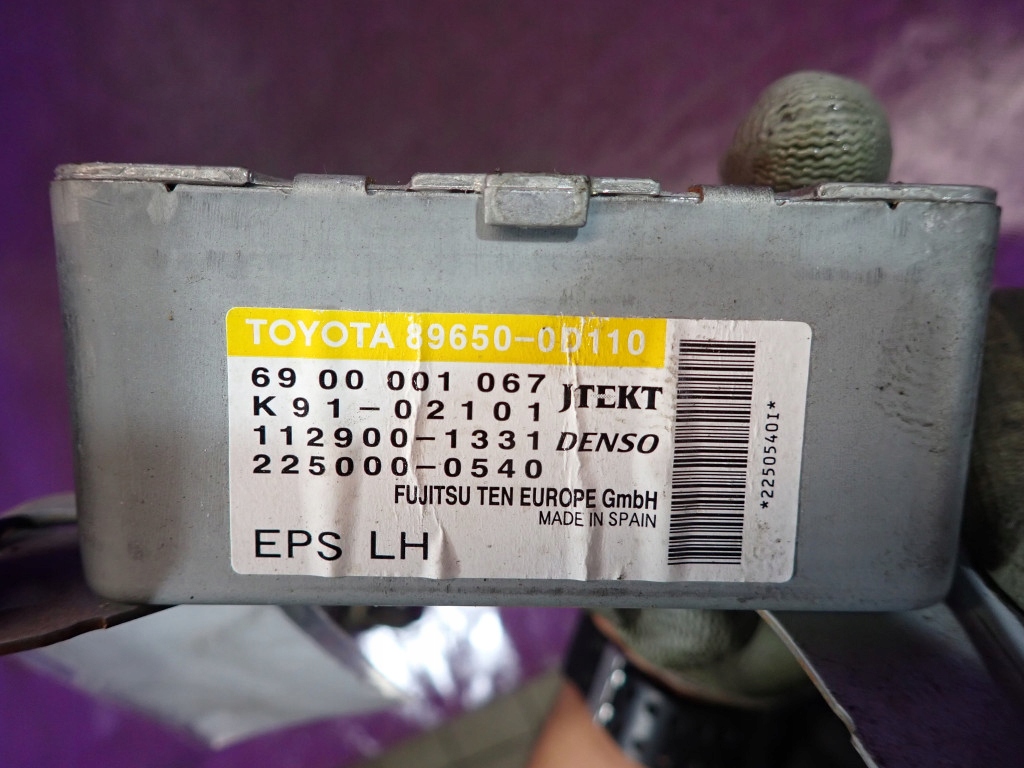 TOYOTA 89650-0D110
69 00 001 067
K91-02101 JTEKT
112900-1331 DENSO
225000-0540
FUJITSU TEN EUROPE GmbH
MADE IN SPAIN
EPS LH
*2250540I*